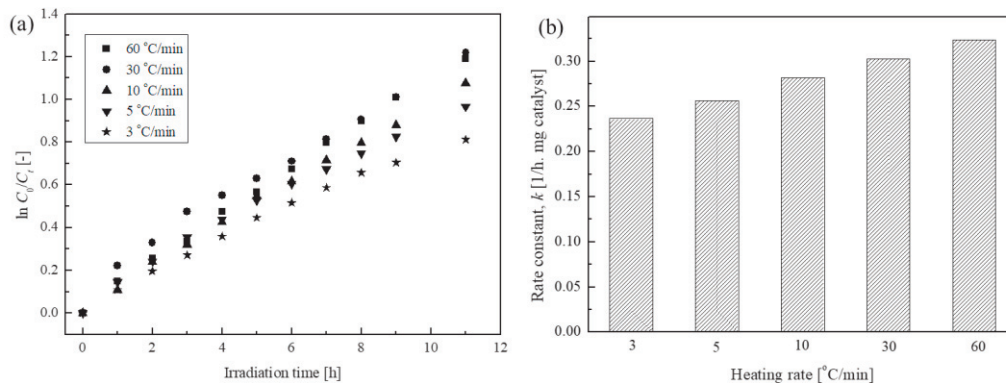 (a)
60 °C/min
30 °C/min
10 °C/min
5 °C/min
3 °C/min
ln C₀/Cₜ [-]
1.4
1.2
1.0
0.8
0.6
0.4
0.2
0.0
0 2 4 6 8 10 12
Irradiation time [h]
(b)
Rate constant, k [1/h. mg catalyst]
0.30
0.25
0.20
0.15
0.10
0.05
0.00
3 5 10 30 60
Heating rate [°C/min]